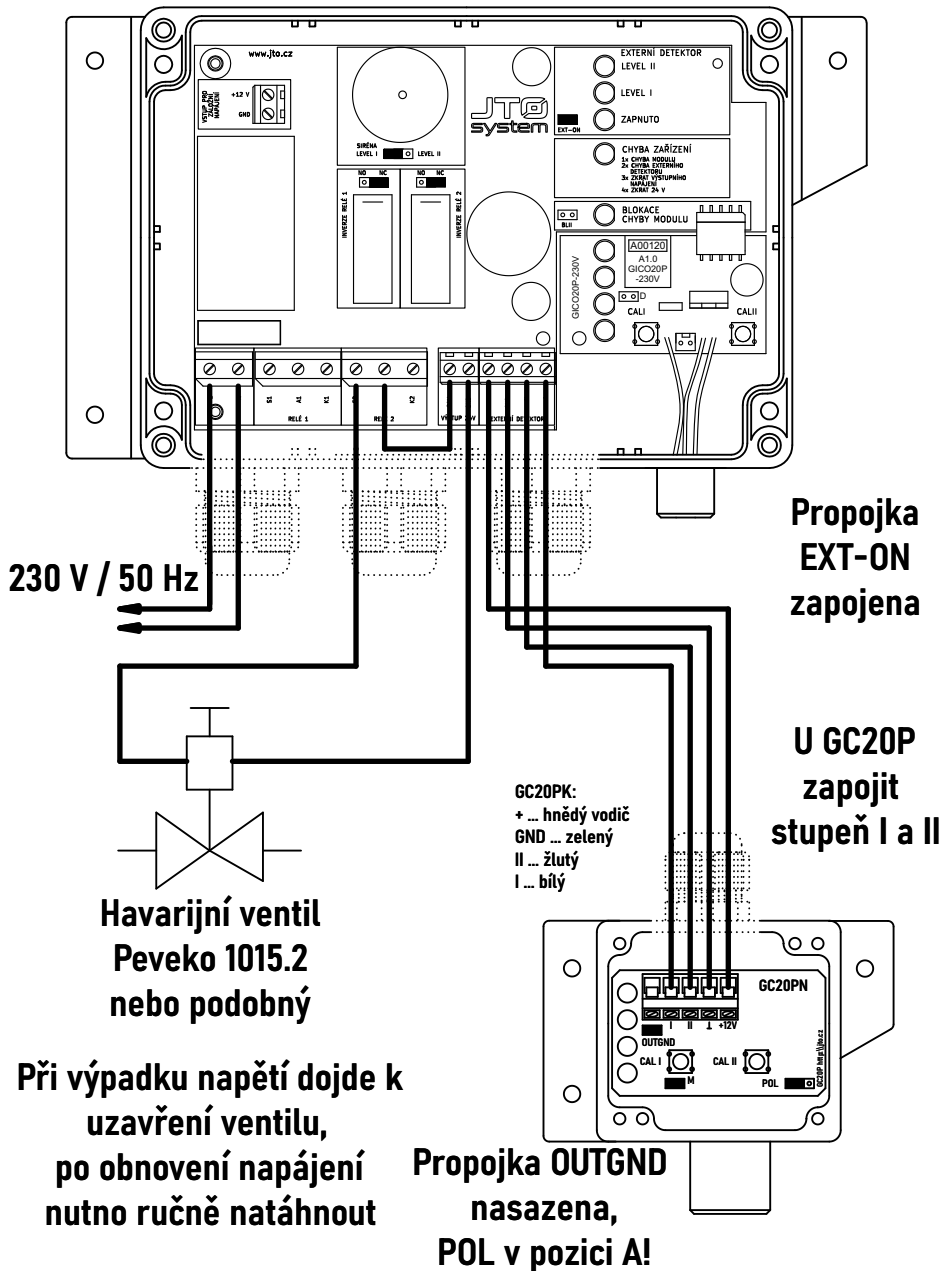 www.jto.cz
VSTUP PRO
ZÁLOŽNÍ
NAPÁJENÍ
+12 V
GND
SIRÉNA
LEVEL I
LEVEL II
NO
NC
NO
NC
INVERZE RELÉ 1
INVERZE RELÉ 2
JTO
system
EXTERNÍ DETEKTOR
LEVEL II
LEVEL I
ZAPNUTO
EXT-ON
CHYBA ZAŘÍZENÍ
1x CHYBA MODULU
2x CHYBA EXTERNÍHO
DETEKTORU
3x ZKRAT VÝSTUPNÍHO
NAPÁJENÍ
4x ZKRAT 24 V
BLII
BLOKACE
CHYBY MODULU
GICO20P-230V
A00120
A1.0
GICO20P
-230V
D
CALI
CALII
S1
A1
K1
K2
RELÉ 1
RELÉ 2
EXTERNÍ DETEKTOR
230 V / 50 Hz
Propojka
EXT-ON
zapojena
U GC20P
zapojit
stupeň I a II
GC20PK:
+ ... hnědý vodič
GND ... zelený
II ... žlutý
I ... bílý
Havarijní ventil
Peveko 1015.2
nebo podobný
GC20PN
I
II
⊥
+12V
OUTGND
CAL I
CAL II
M
POL
GC20P http:\\jto.cz
Při výpadku napětí dojde k
uzavření ventilu,
po obnovení napájení
nutno ručně natáhnout
Propojka OUTGND
nasazena,
POL v pozici A!